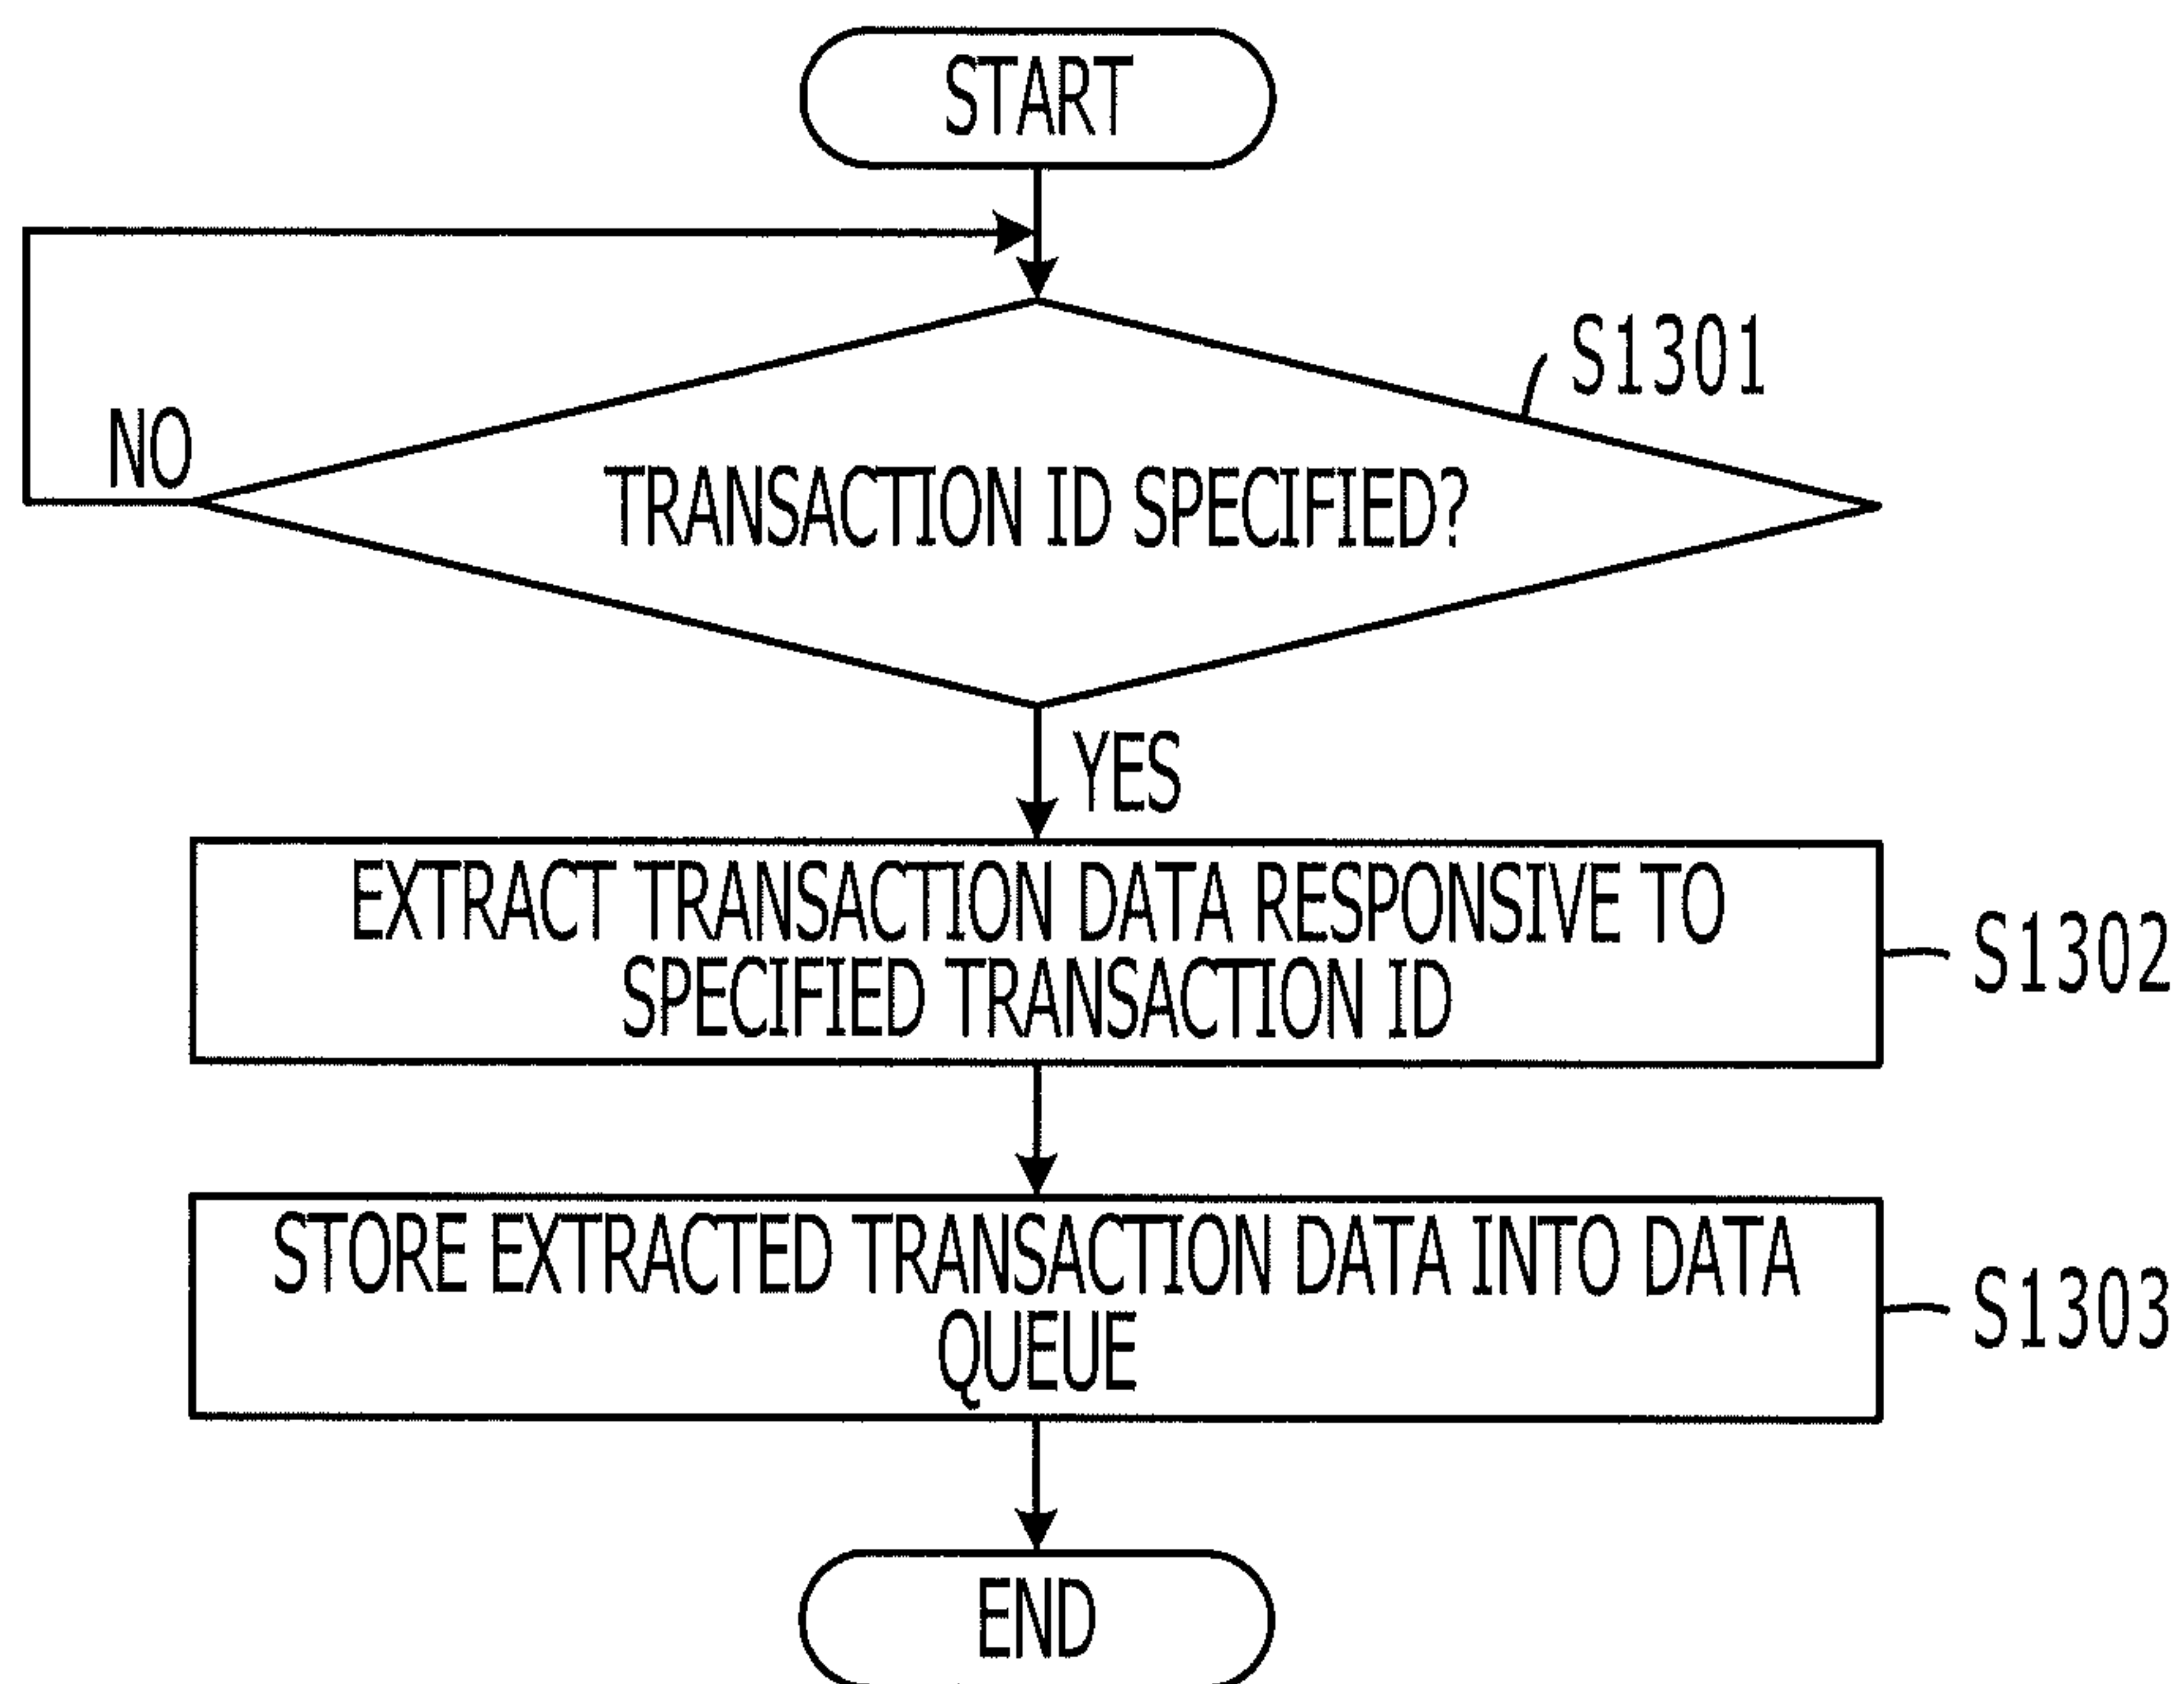 START
S1301
NO
TRANSACTION ID SPECIFIED?
YES
EXTRACT TRANSACTION DATA RESPONSIVE TO
SPECIFIED TRANSACTION ID
S1302
STORE EXTRACTED TRANSACTION DATA INTO DATA
QUEUE
S1303
END